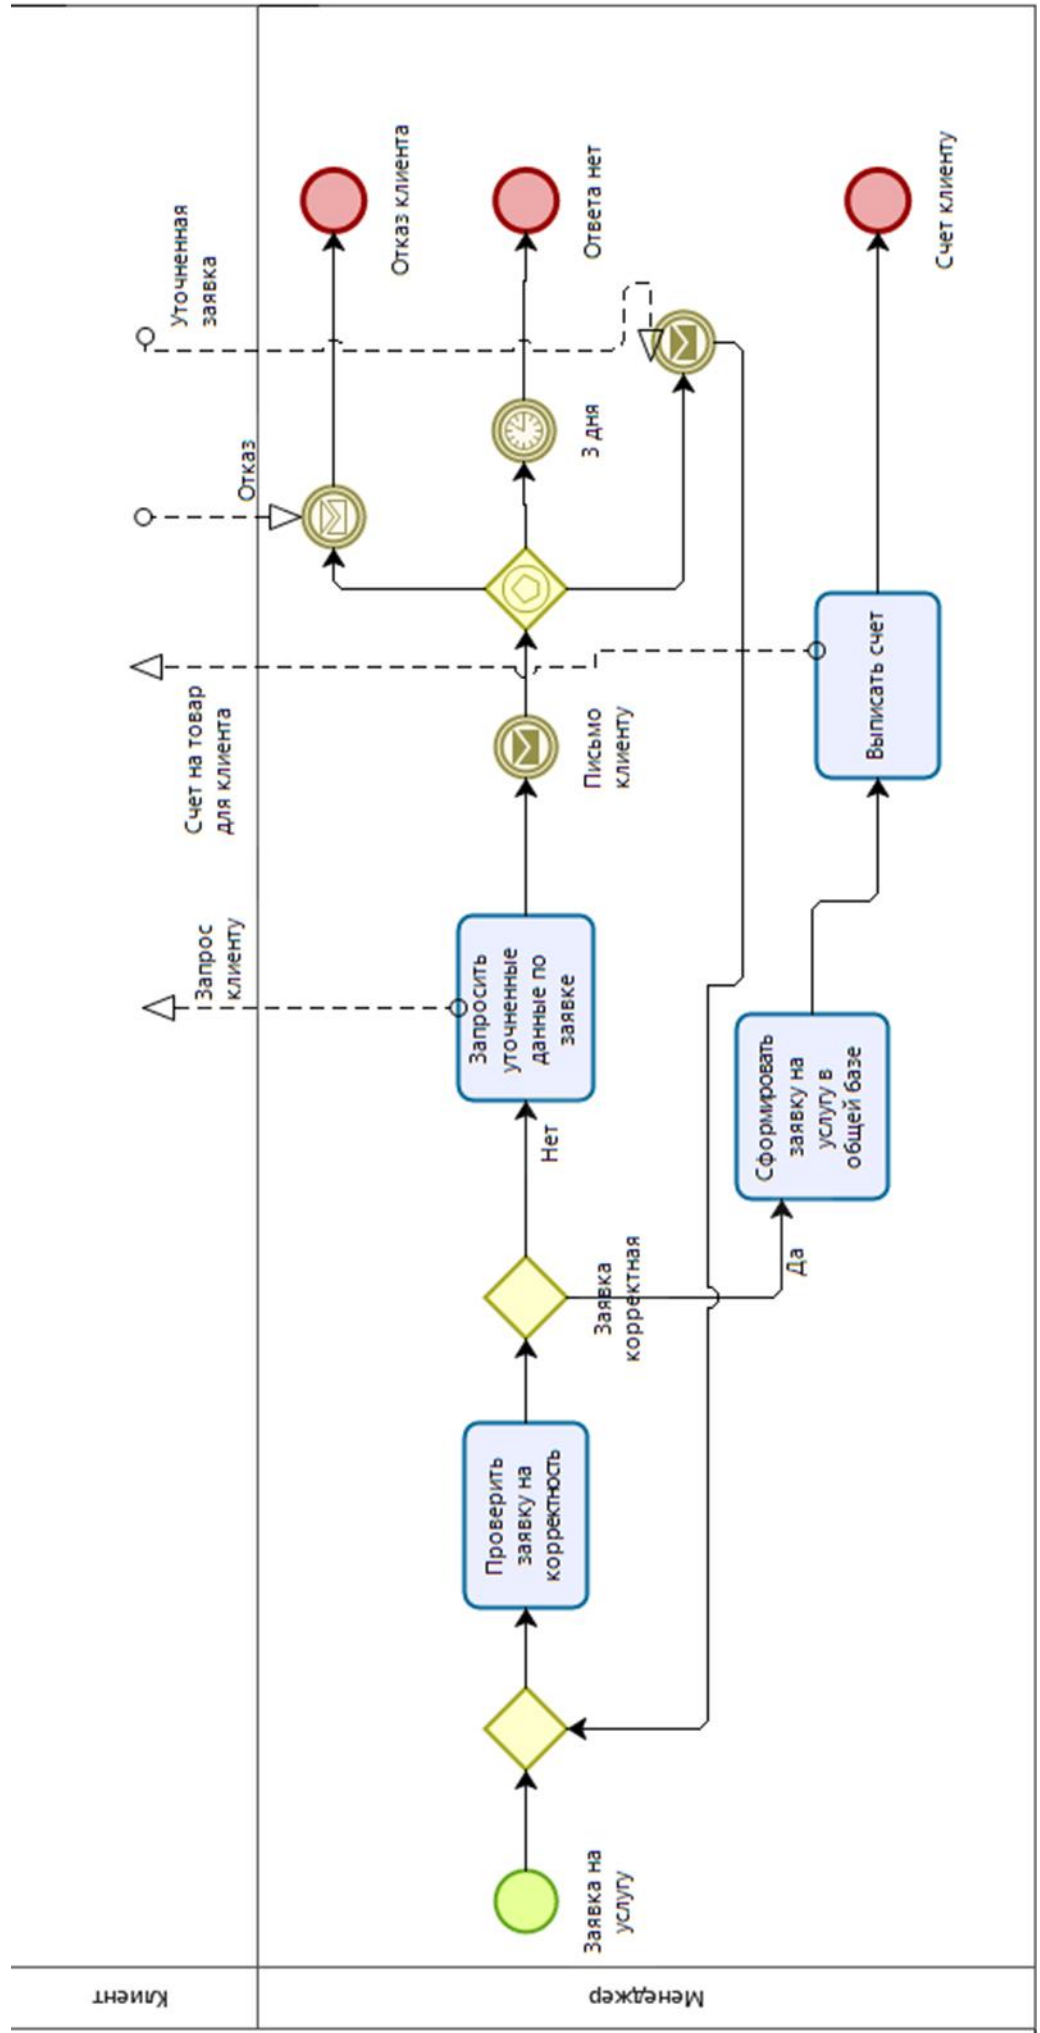 Клиент
Менеджер
Заявка на
услугу
Проверить
заявку на
корректность
Заявка
корректная
Нет
Да
Запросить
уточненные
данные по
заявке
Запрос
клиенту
Сформировать
заявку на
услугу в
общей базе
Письмо
клиенту
Счет на товар
для клиента
Выписать счет
Отказ
3 дня
Уточненная
заявка
Отказ клиента
Ответа нет
Счет клиенту